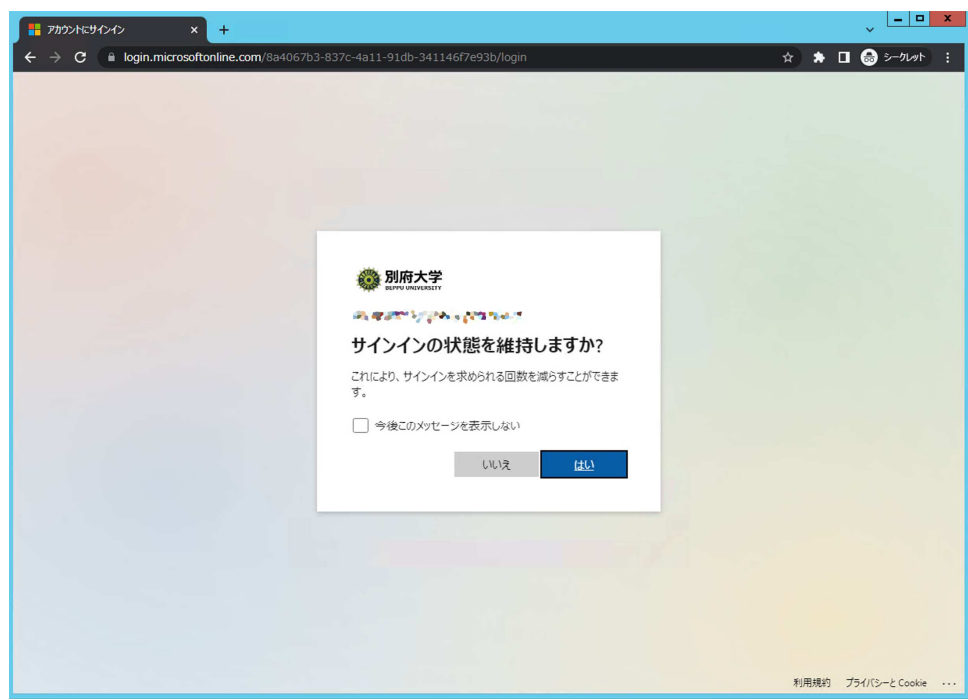 アカウントにサインイン
login.microsoftonline.com/8a4067b3-837c-4a11-91db-341146f7e93b/login
シークレット
別府大学
BEPPU UNIVERSITY
サインインの状態を維持しますか?
これにより、サインインを求められる回数を減らすことができま
す。
今後このメッセージを表示しない
いいえ はい
利用規約 プライバシーと Cookie ...